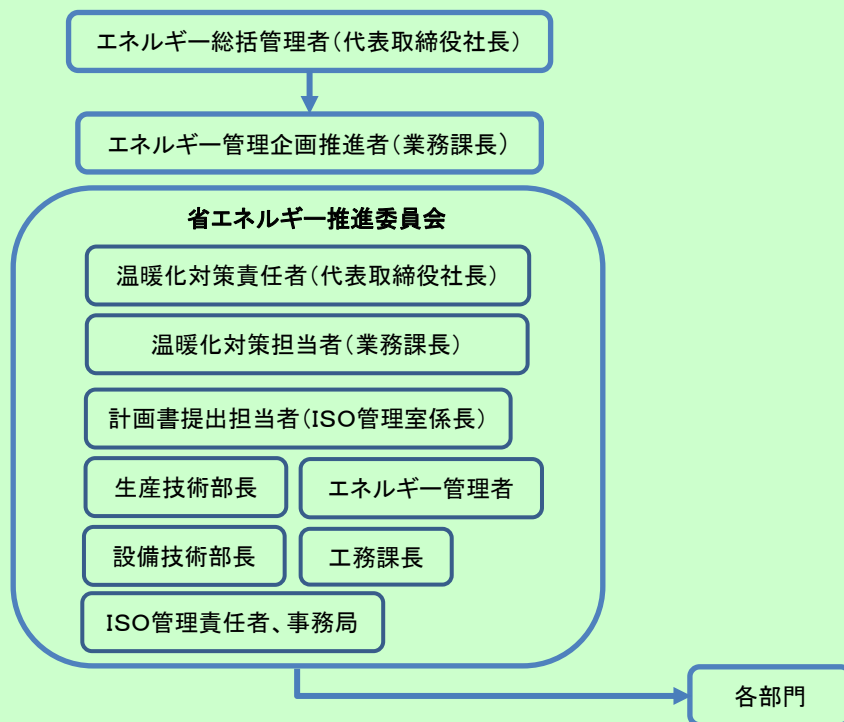 エネルギー総括管理者（代表取締役社長）
エネルギー管理企画推進者（業務課長）
省エネルギー推進委員会
温暖化対策責任者（代表取締役社長）
温暖化対策担当者（業務課長）
計画書提出担当者（ISO管理室係長）
生産技術部長
エネルギー管理者
設備技術部長
工務課長
ISO管理責任者、事務局
各部門